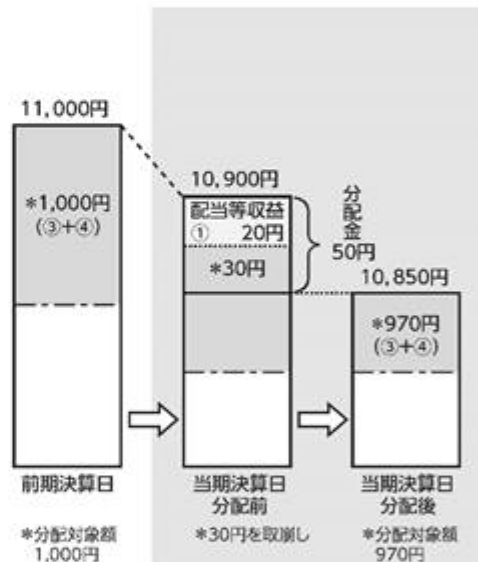 11,000円
*1,000円
(③+④)
前期決算日
*分配対象額
1,000円
10,900円
配当等収益
① 20円
*30円
分配金
50円
当期決算日
分配前
*30円を取崩し
10,850円
*970円
(③+④)
当期決算日
分配後
*分配対象額
970円